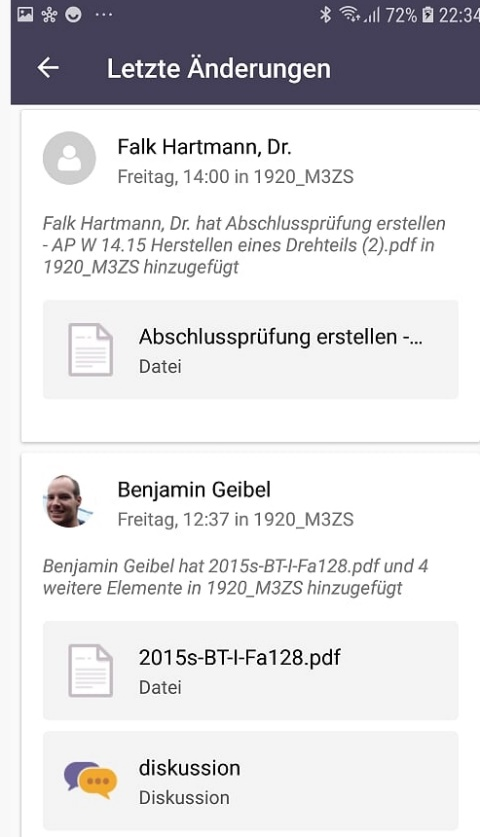 72% 22:34
Letzte Änderungen
Falk Hartmann, Dr.
Freitag, 14:00 in 1920_M3ZS
Falk Hartmann, Dr. hat Abschlussprüfung erstellen
- AP W 14.15 Herstellen eines Drehteils (2).pdf in
1920_M3ZS hinzugefügt
Abschlussprüfung erstellen -...
Datei
Benjamin Geibel
Freitag, 12:37 in 1920_M3ZS
Benjamin Geibel hat 2015s-BT-I-Fa128.pdf und 4
weitere Elemente in 1920_M3ZS hinzugefügt
2015s-BT-I-Fa128.pdf
Datei
diskussion
Diskussion